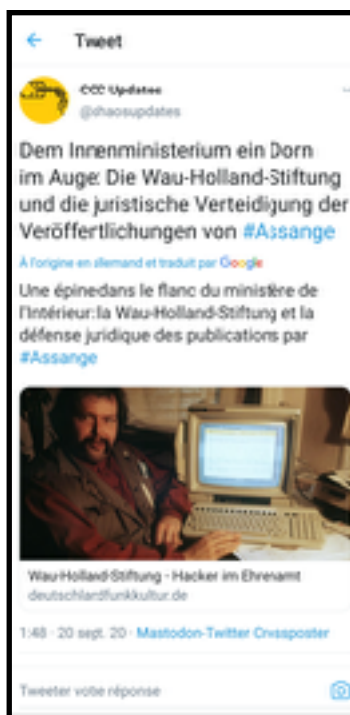 Tweet
CCC Updates
@chaosupdates
Dem Innenministerium ein Dorn
im Auge: Die Wau-Holland-Stiftung
und die juristische Verteidigung der
Veröffentlichungen von #Assange
À l'origine en allemand et traduit par Google
Une épinedans le flanc du ministère de
l'Intérieur:la Wau-Holland-Stiftung et la
défense juridique des publications par
#Assange
Wau-Holland-Stiftung - Hacker im Ehrenamt
deutschlandfunkkultur.de
1:48 · 20 sept. 20 · Mastodon-Twitter Crossposter
Tweeter votre réponse